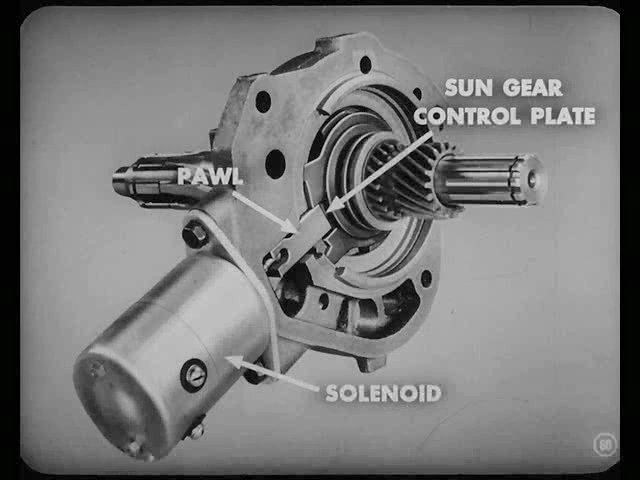 SUN GEAR
CONTROL PLATE
PAWL
SOLENOID
60